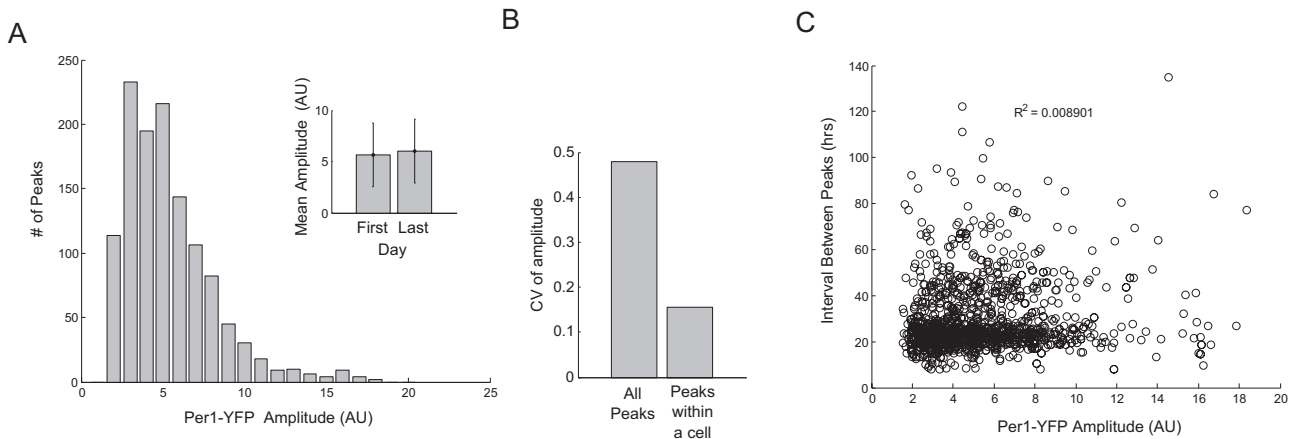 A
250
200
150
100
50
0
# of Peaks
0 5 10 15 20 25
Per1-YFP Amplitude (AU)
10
5
0
Mean Amplitude (AU)
First Last
Day
B
0.5
0.4
0.3
0.2
0.1
0
CV of amplitude
All
Peaks
Peaks
within
a cell
C
140
120
100
80
60
40
20
0
Interval Between Peaks (hrs)
R² = 0.008901
0 2 4 6 8 10 12 14 16 18 20
Per1-YFP Amplitude (AU)